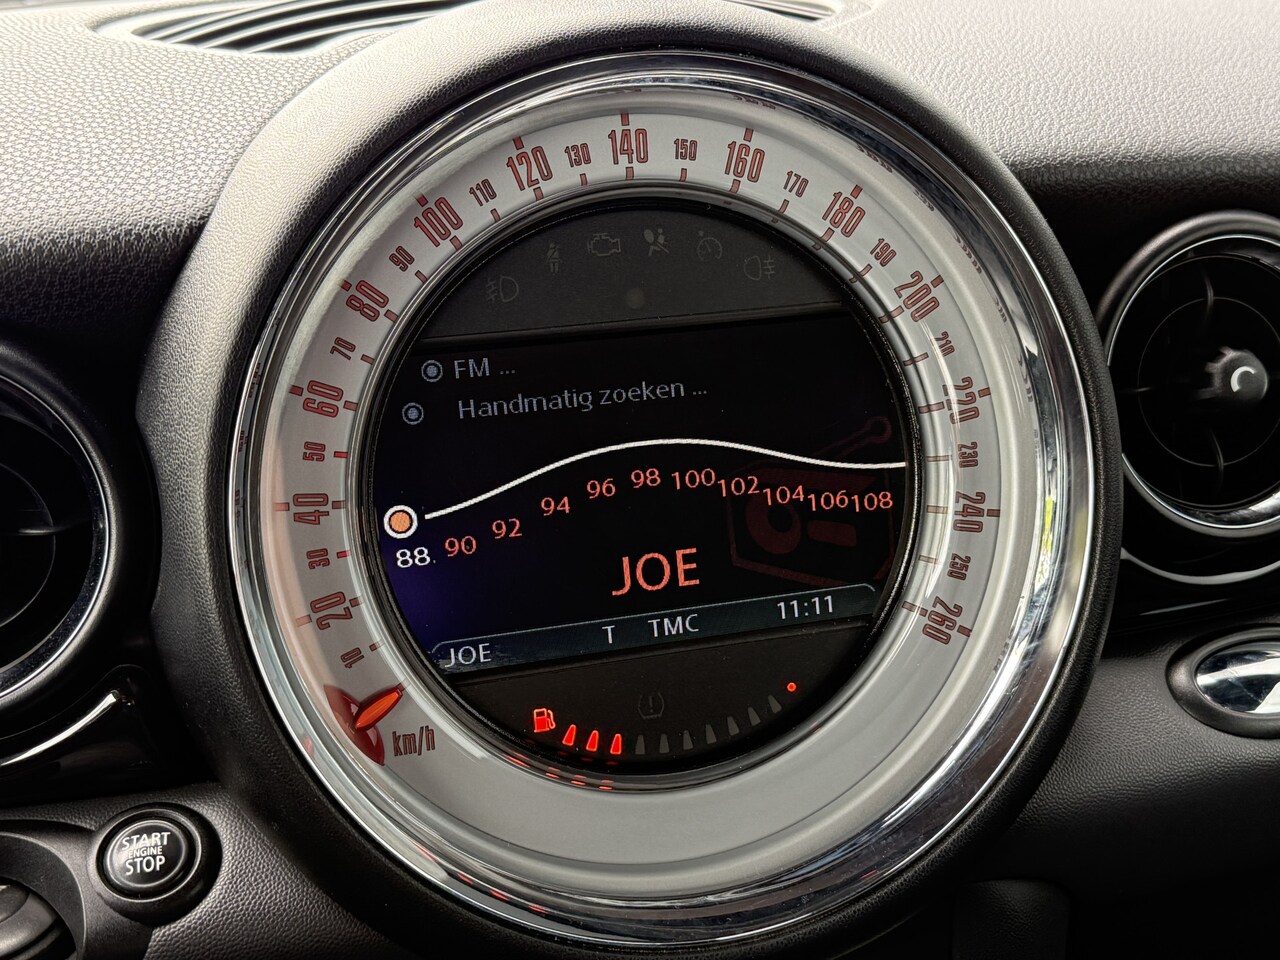 10 20 30 40 50 60 70 80 90 100 110 120 130 140 150 160 170 180 190 200 210 220 230 240 250 260
km/h
FM ...
Handmatig zoeken ...
88. 90 92 94 96 98 100 102 104 106 108
JOE
JOE T TMC 11:11
START
ENGINE
STOP